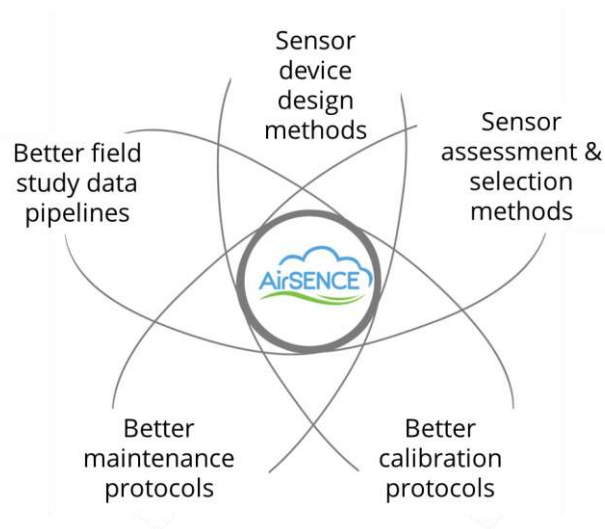 Sensor
device
design
methods
Sensor
assessment &
selection
methods
Better field
study data
pipelines
AirSENCE
Better
maintenance
protocols
Better
calibration
protocols